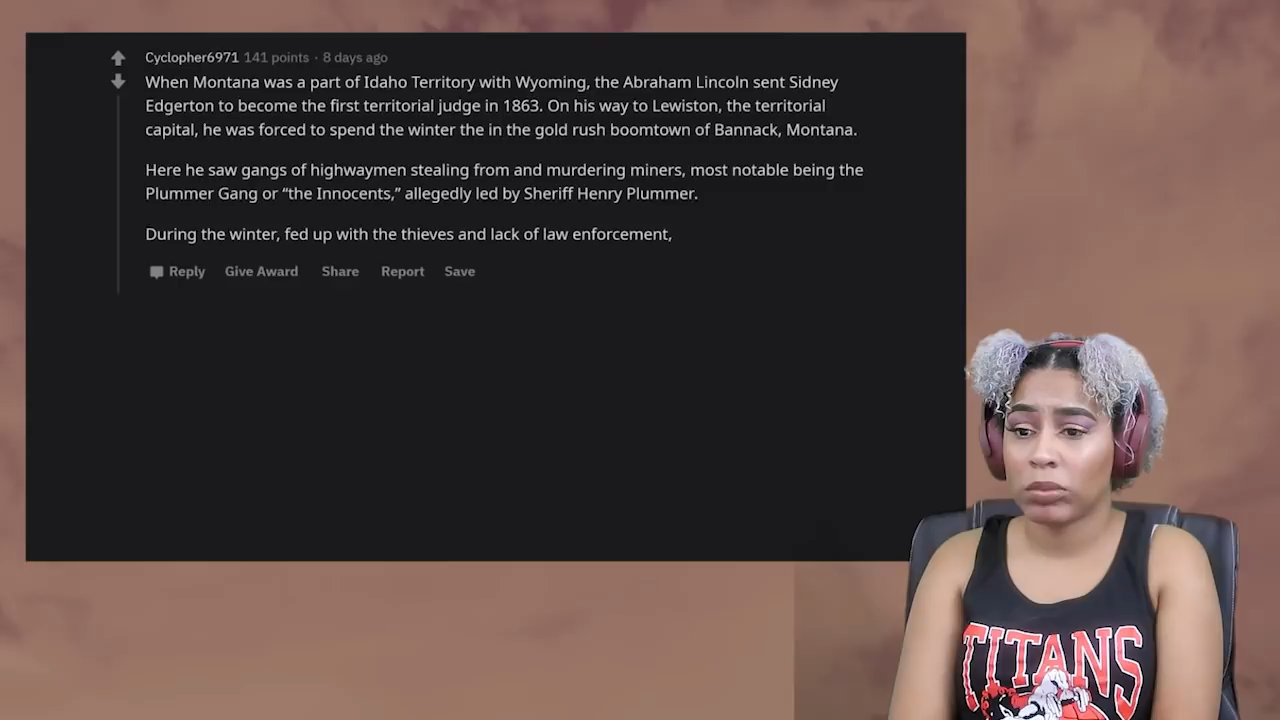 Cyclopher6971 141 points · 8 days ago
When Montana was a part of Idaho Territory with Wyoming, the Abraham Lincoln sent Sidney
Edgerton to become the first territorial judge in 1863. On his way to Lewiston, the territorial
capital, he was forced to spend the winter the in the gold rush boomtown of Bannack, Montana.
Here he saw gangs of highwaymen stealing from and murdering miners, most notable being the
Plummer Gang or “the Innocents,” allegedly led by Sheriff Henry Plummer.
During the winter, fed up with the thieves and lack of law enforcement,
Reply Give Award Share Report Save
TITANS